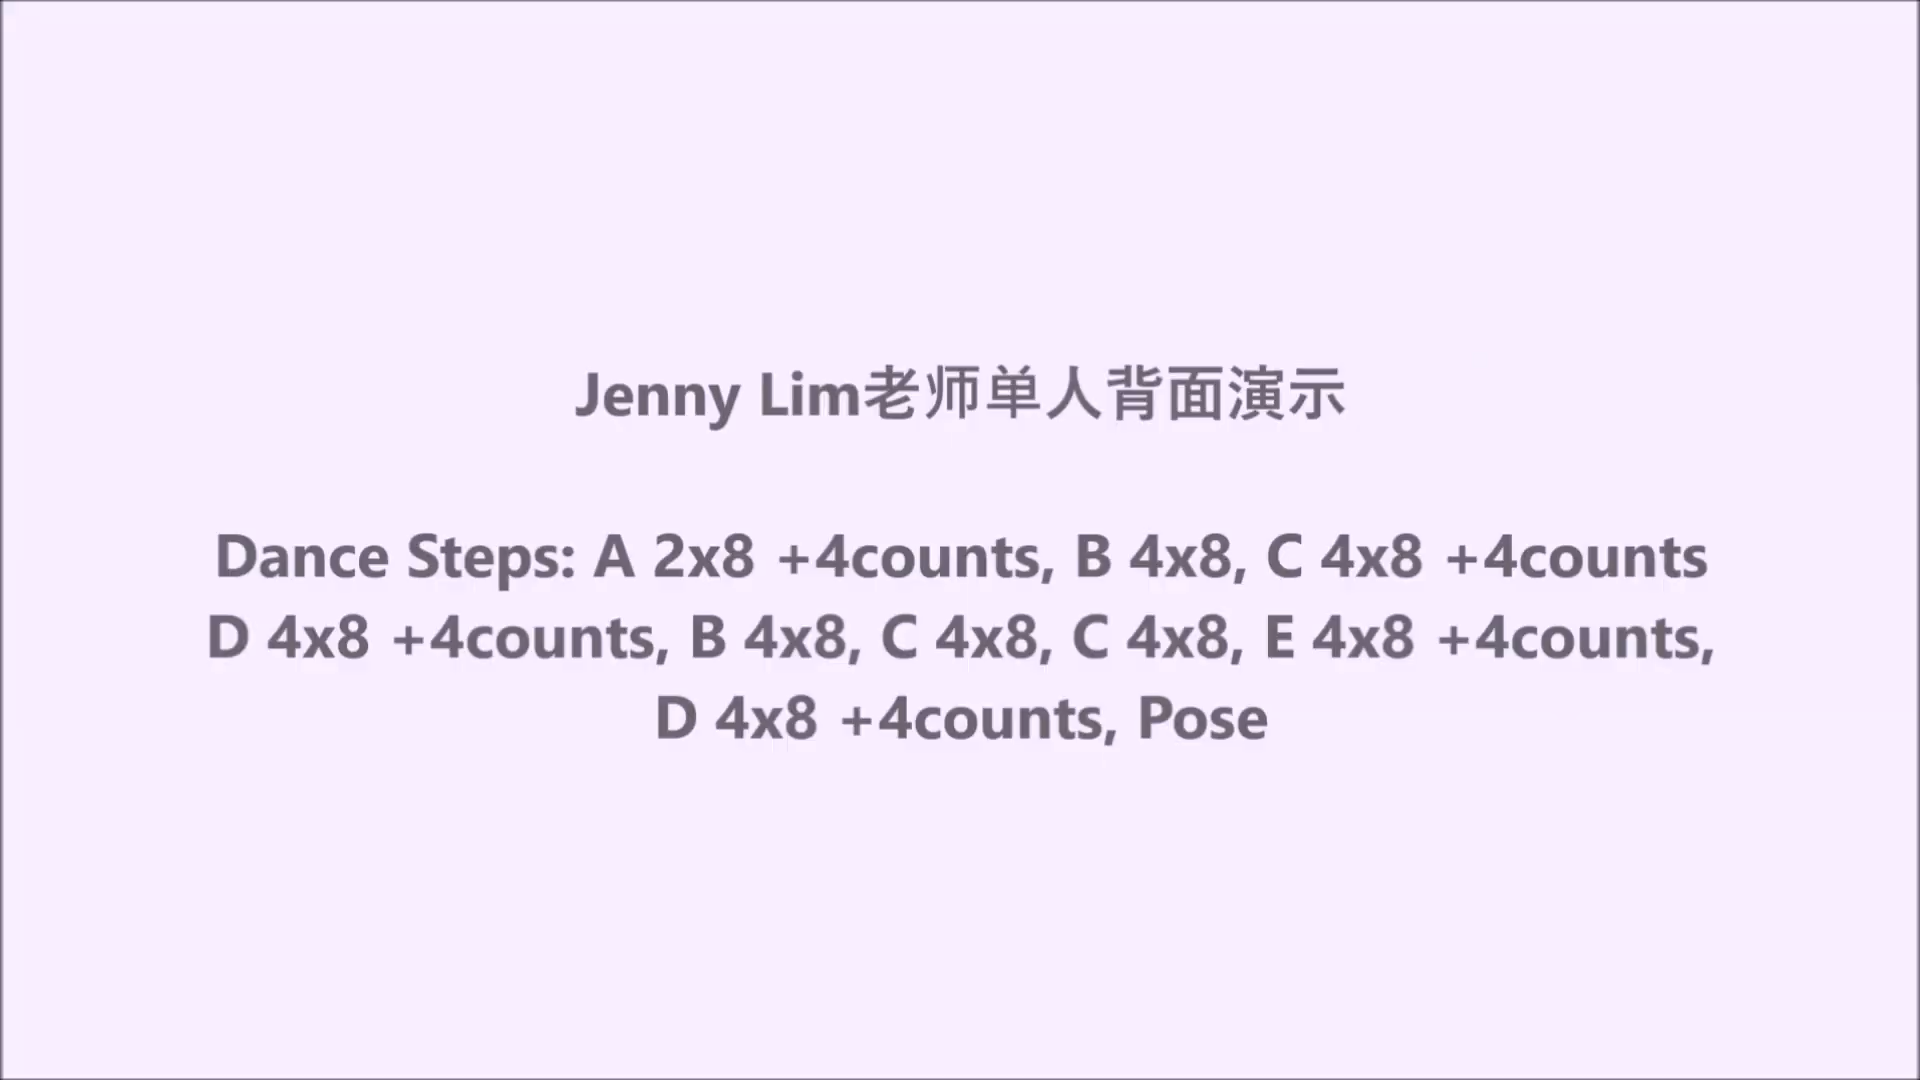 Jenny Lim老师单人背面演示
Dance Steps: A 2x8 +4counts, B 4x8, C 4x8 +4counts
D 4x8 +4counts, B 4x8, C 4x8, C 4x8, E 4x8 +4counts,
D 4x8 +4counts, Pose